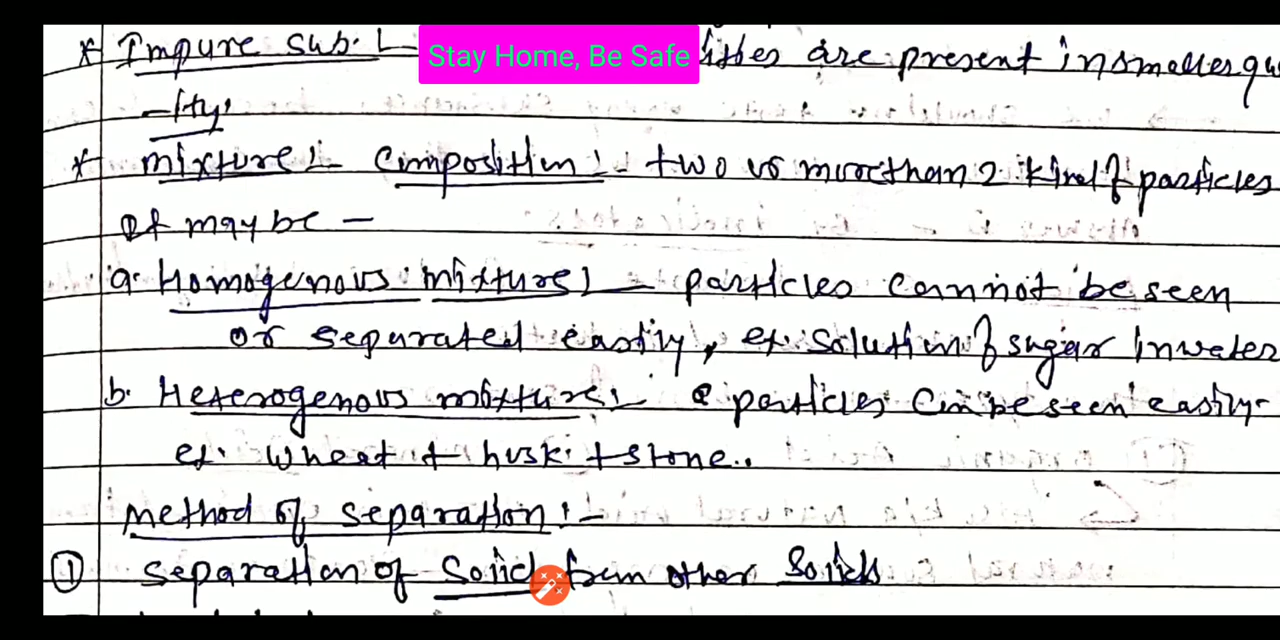 * Impure sub. :- Stay Home, Be Safe ities are present in smaller qu
-ity.
* mixture :- Composition :- two or more than 2 kind of particles
It may be -
a. Homogenous mixture :- particles cannot be seen
or separated easily, ex. solution of sugar in water
b. Heterogenous mixture :- particles can be seen easily.
ex. wheat + husk + stone..
Method of separation :-
① Separation of Solid from other Solids